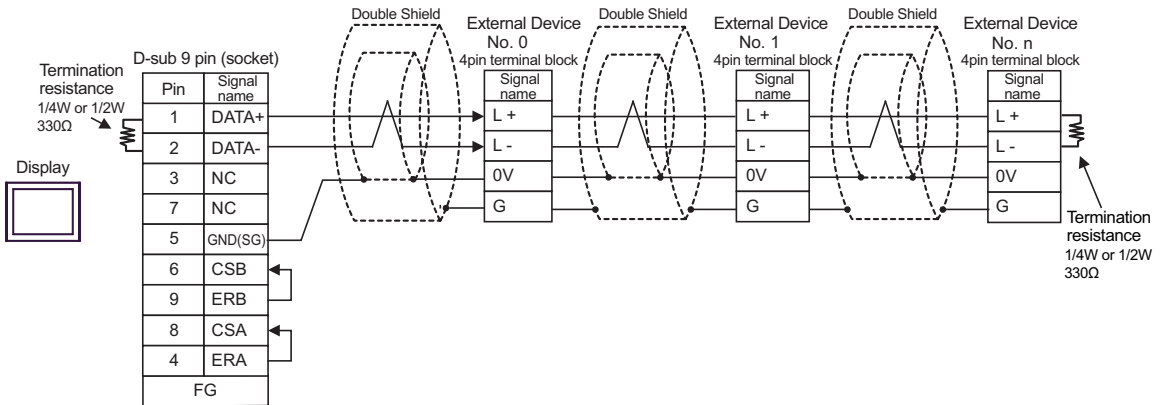 Double Shield
Double Shield
Double Shield
External Device
No. 0
4pin terminal block
External Device
No. 1
4pin terminal block
External Device
No. n
4pin terminal block
D-sub 9 pin (socket)
Termination
resistance
1/4W or 1/2W
330Ω
Display
Pin Signal name
1 DATA+
2 DATA-
3 NC
7 NC
5 GND(SG)
6 CSB
9 ERB
8 CSA
4 ERA
FG
Signal
name
L +
L -
0V
G
Signal
name
L +
L -
0V
G
Signal
name
L +
L -
0V
G
Termination
resistance
1/4W or 1/2W
330Ω